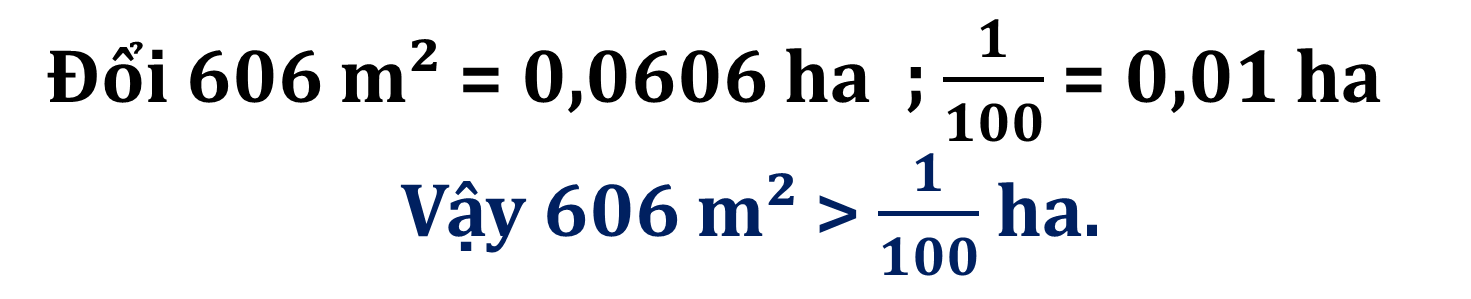 Đổi 606 m² = 0,0606 ha ; 1/100 = 0,01 ha
Vậy 606 m² > 1/100 ha.